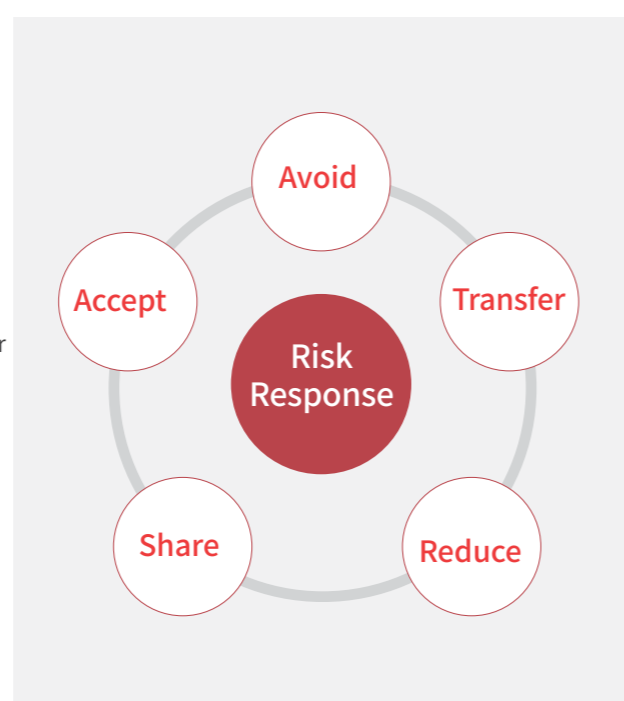 Avoid
Accept
Transfer
r
Risk
Response
Share
Reduce